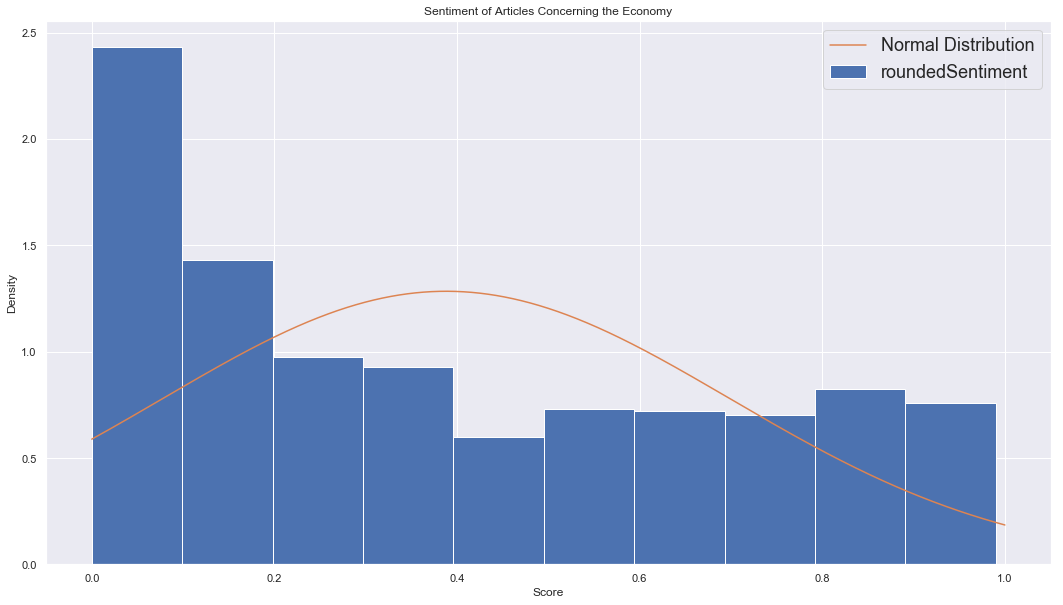 Sentiment of Articles Concerning the Economy
Normal Distribution
roundedSentiment
2.5
2.0
1.5
1.0
0.5
0.0
Density
0.0 0.2 0.4 0.6 0.8 1.0
Score